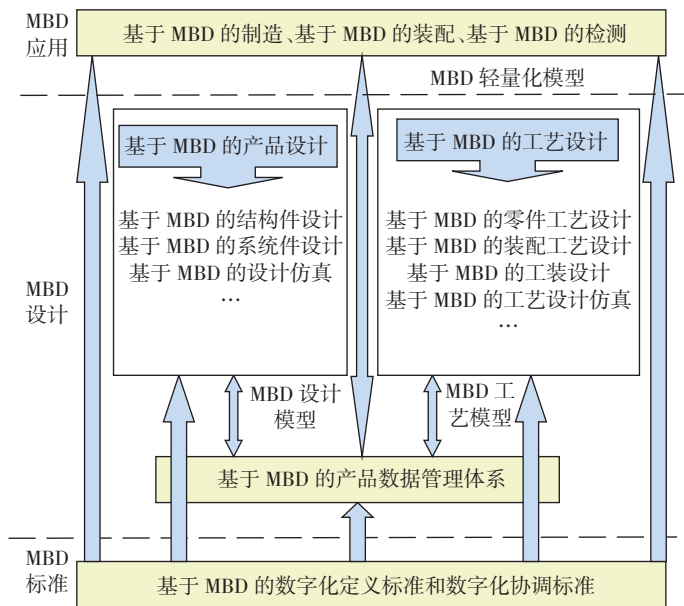 MBD
应用
基于 MBD 的制造、基于 MBD 的装配、基于 MBD 的检测
MBD 轻量化模型
MBD
设计
基于 MBD 的产品设计
基于 MBD 的结构件设计
基于 MBD 的系统件设计
基于 MBD 的设计仿真
…
基于 MBD 的工艺设计
基于 MBD 的零件工艺设计
基于 MBD 的装配工艺设计
基于 MBD 的工装设计
基于 MBD 的工艺设计仿真
…
MBD 设计
模型
MBD 工
艺模型
基于 MBD 的产品数据管理体系
MBD
标准
基于 MBD 的数字化定义标准和数字化协调标准